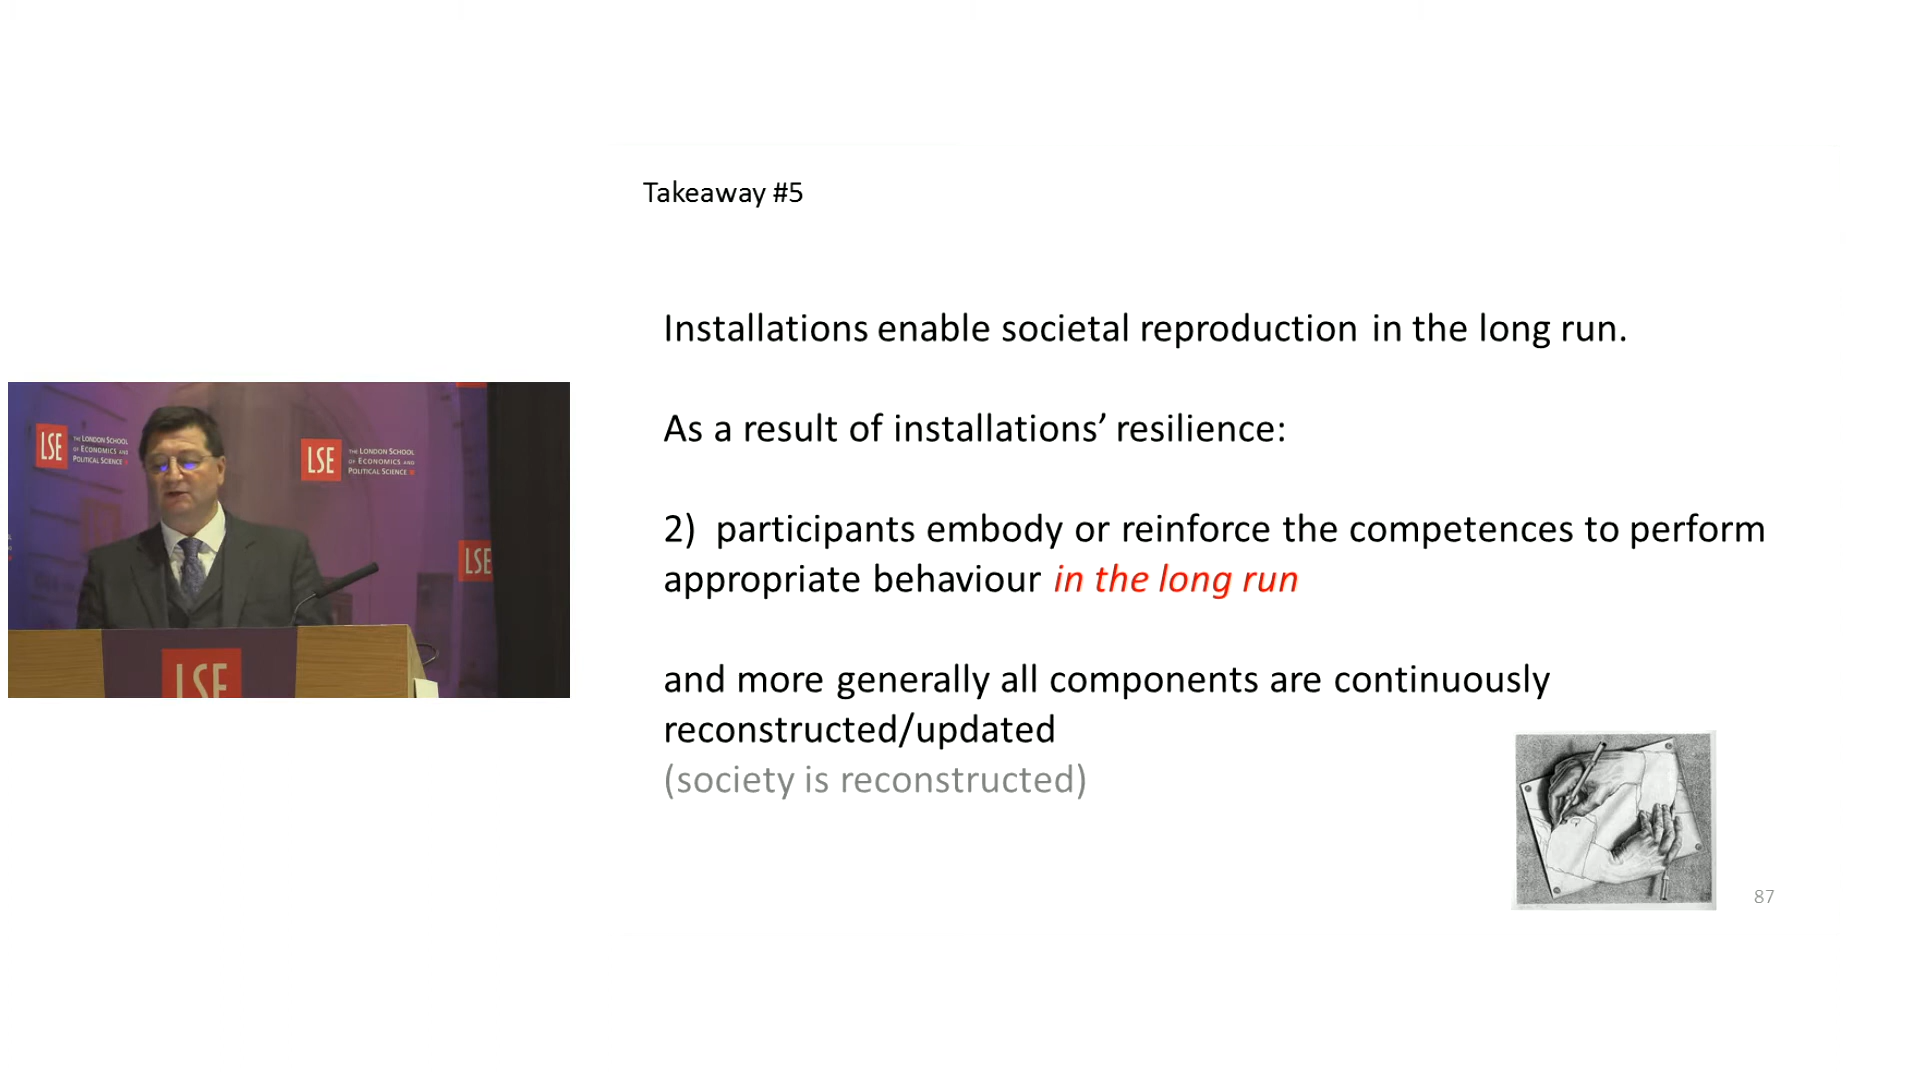 Takeaway #5
Installations enable societal reproduction in the long run.
As a result of installations’ resilience:
2) participants embody or reinforce the competences to perform
appropriate behaviour in the long run
and more generally all components are continuously
reconstructed/updated
(society is reconstructed)
87
LSE
THE LONDON SCHOOL
OF ECONOMICS AND
POLITICAL SCIENCE
LSE
THE LONDON SCHOOL
OF ECONOMICS AND
POLITICAL SCIENCE
LSE
LSE